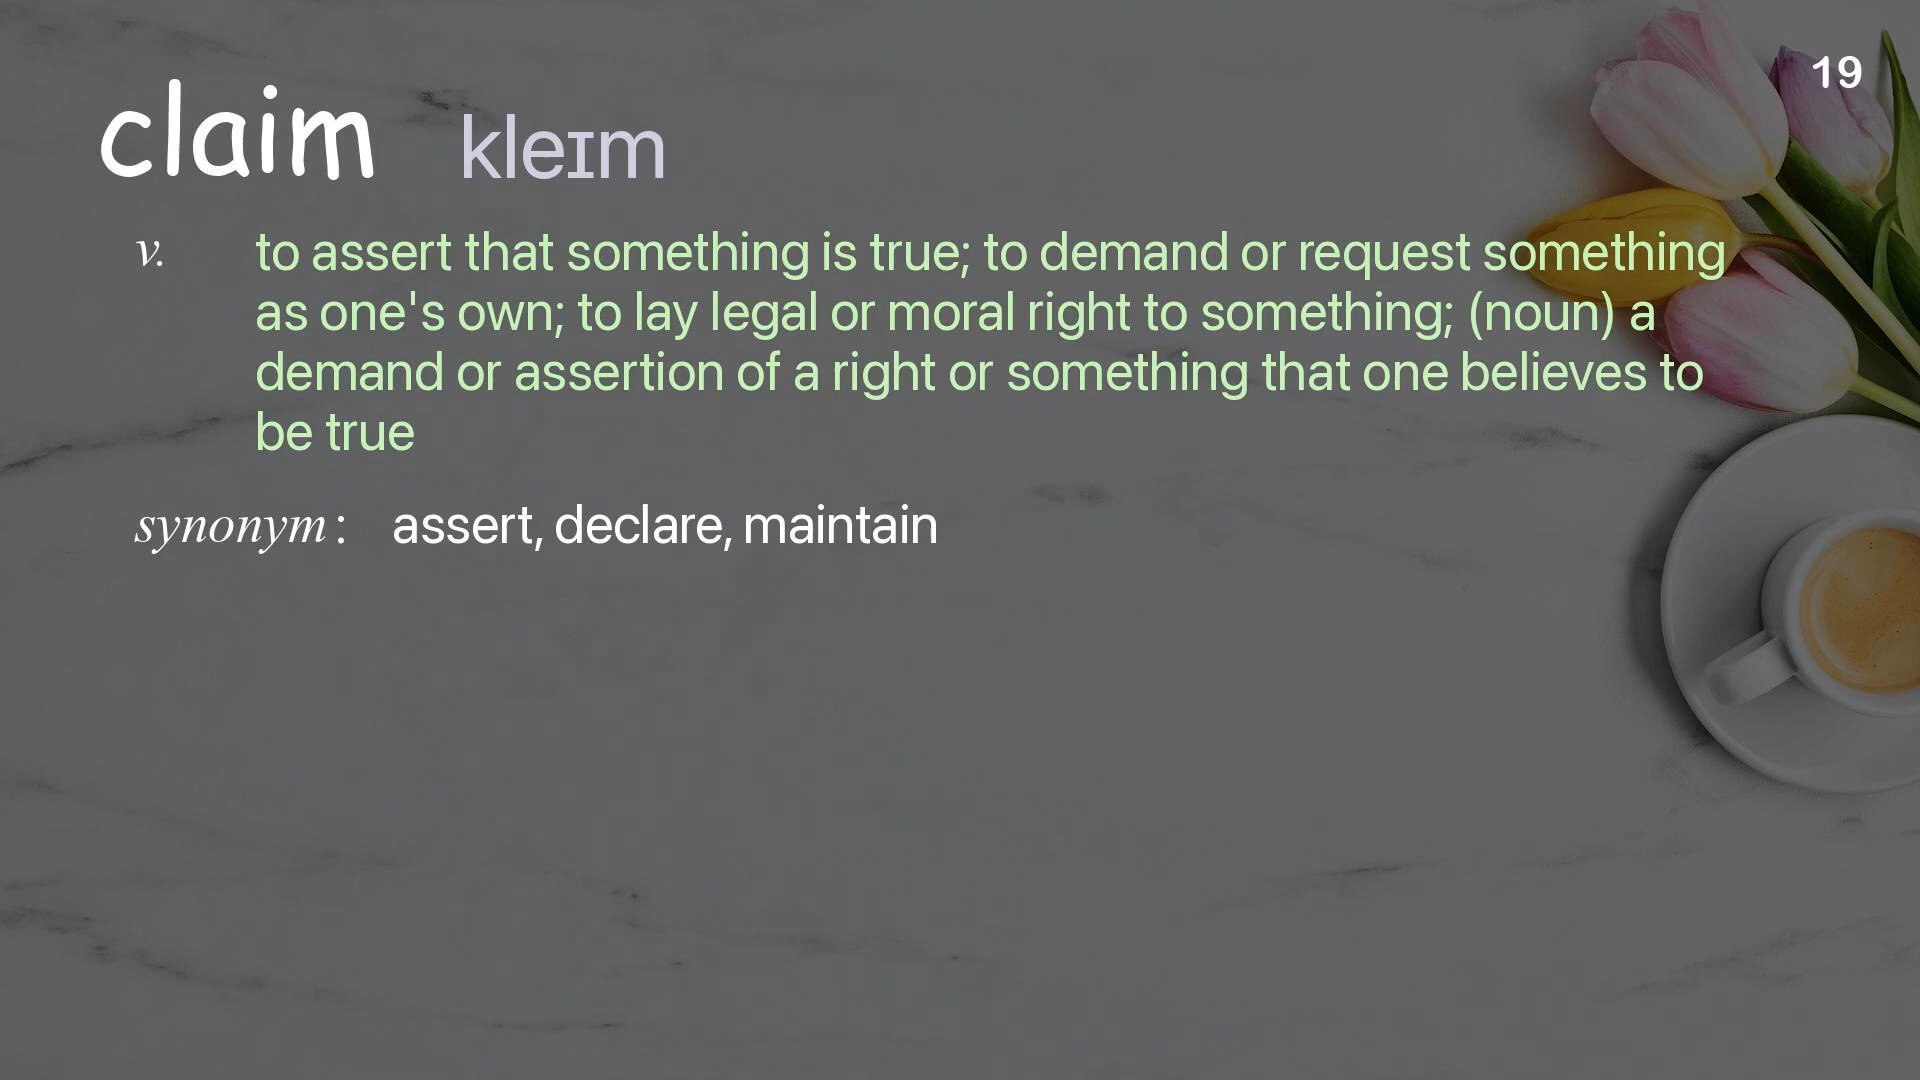 19
claim kleɪm
v. to assert that something is true; to demand or request something
as one's own; to lay legal or moral right to something; (noun) a
demand or assertion of a right or something that one believes to
be true
synonym : assert, declare, maintain